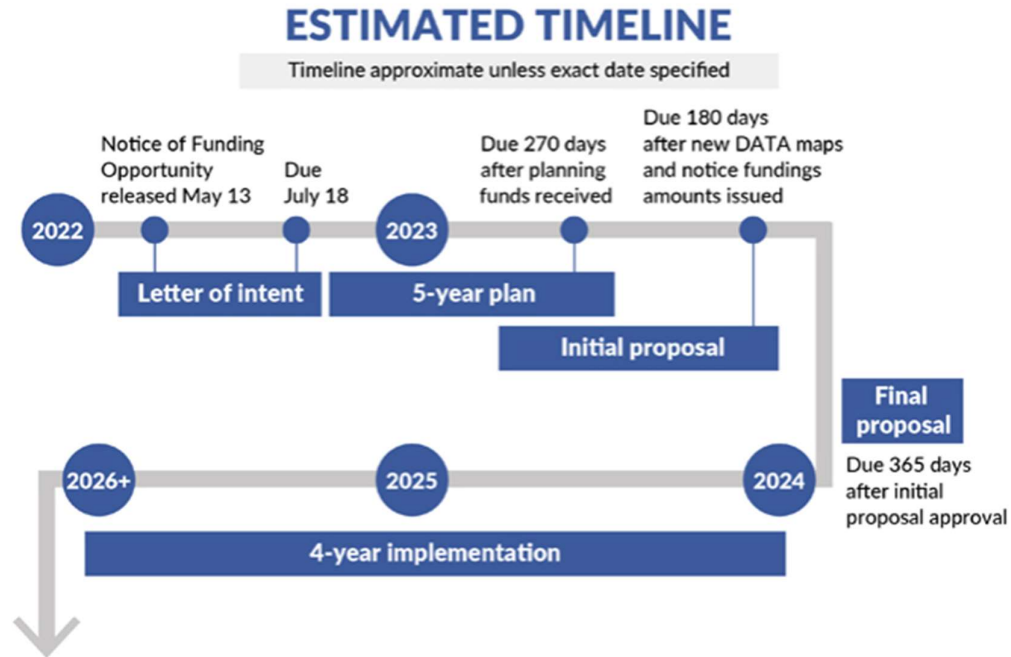 ESTIMATED TIMELINE
Timeline approximate unless exact date specified
Notice of Funding
Opportunity
released May 13
Due
July 18
Due 270 days
after planning
funds received
Due 180 days
after new DATA maps
and notice fundings
amounts issued
2022
2023
Letter of intent
5-year plan
Initial proposal
Final
proposal
Due 365 days
after initial
proposal approval
2026+
2025
2024
4-year implementation